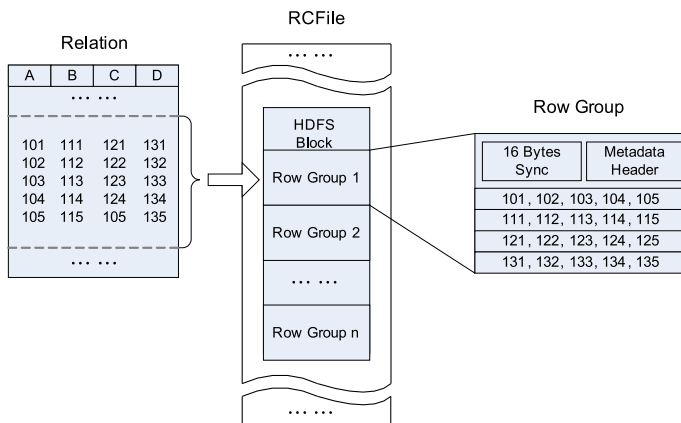 RCFile
Relation
A B C D
... ...
101 111 121 131
102 112 122 132
103 113 123 133
104 114 124 134
105 115 105 135
... ...
... ...
HDFS
Block
Row Group 1
Row Group 2
... ...
Row Group n
... ...
Row Group
16 Bytes
Sync
Metadata
Header
101, 102, 103, 104, 105
111, 112, 113, 114, 115
121, 122, 123, 124, 125
131, 132, 133, 134, 135